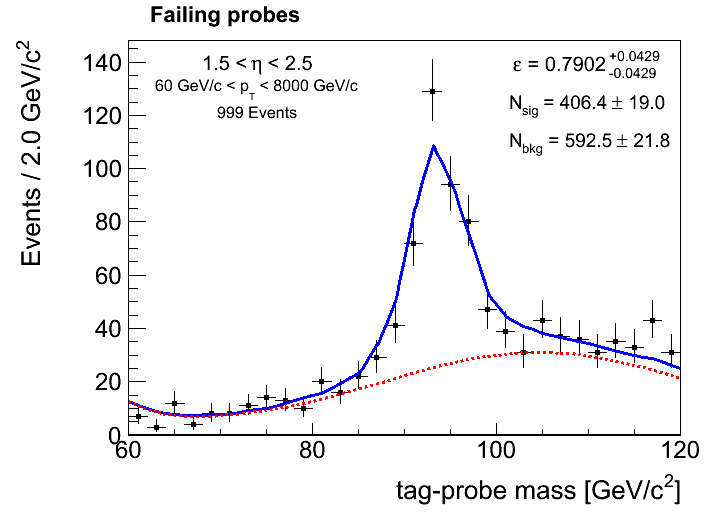 Failing probes
1.5 < η < 2.5
60 GeV/c < p_T < 8000 GeV/c
999 Events
ε = 0.7902 +0.0429 -0.0429
N_sig = 406.4 ± 19.0
N_bkg = 592.5 ± 21.8
Events / 2.0 GeV/c²
140
120
100
80
60
40
20
0
60 80 100 120
tag-probe mass [GeV/c²]